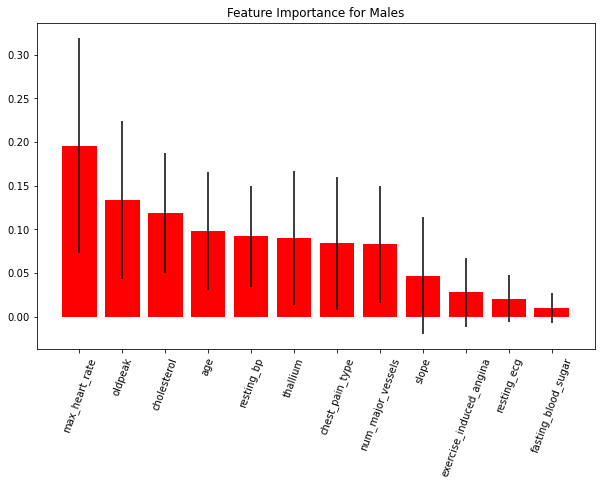 Feature Importance for Males
0.30
0.25
0.20
0.15
0.10
0.05
0.00
max_heart_rate
oldpeak
cholesterol
age
resting_bp
thallium
chest_pain_type
num_major_vessels
slope
exercise_induced_angina
resting_ecg
fasting_blood_sugar